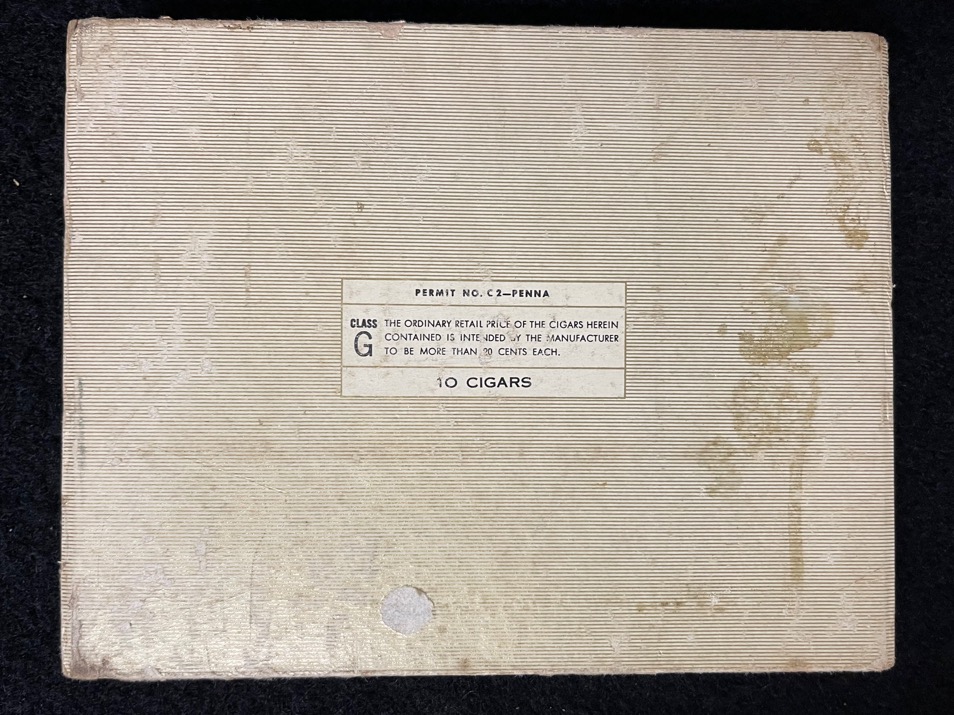 PERMIT NO. C2—PENNA
CLASS
G
THE ORDINARY RETAIL PRICE OF THE CIGARS HEREIN
CONTAINED IS INTENDED BY THE MANUFACTURER
TO BE MORE THAN 20 CENTS EACH.
10 CIGARS